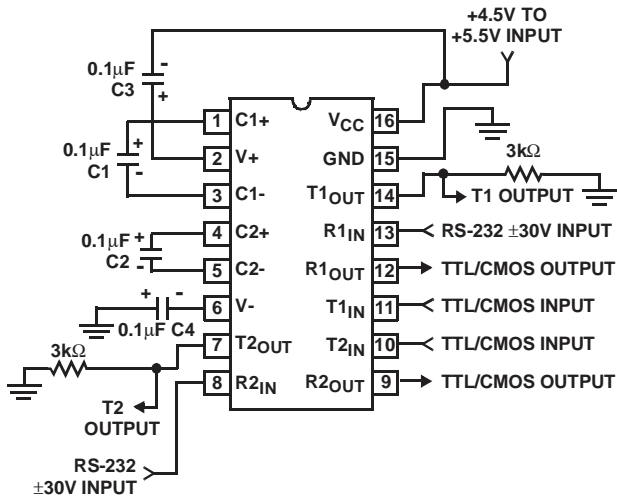 +4.5V TO
+5.5V INPUT
0.1μF
C3
-
+
0.1μF
C1
+
-
0.1μF
C2
+
-
+
-
0.1μF C4
3kΩ
T2
OUTPUT
RS-232
±30V INPUT
1 C1+
2 V+
3 C1-
4 C2+
5 C2-
6 V-
7 T2OUT
8 R2IN
VCC 16
GND 15
T1OUT 14
R1IN 13
R1OUT 12
T1IN 11
T2IN 10
R2OUT 9
3kΩ
T1 OUTPUT
RS-232 ±30V INPUT
TTL/CMOS OUTPUT
TTL/CMOS INPUT
TTL/CMOS INPUT
TTL/CMOS OUTPUT